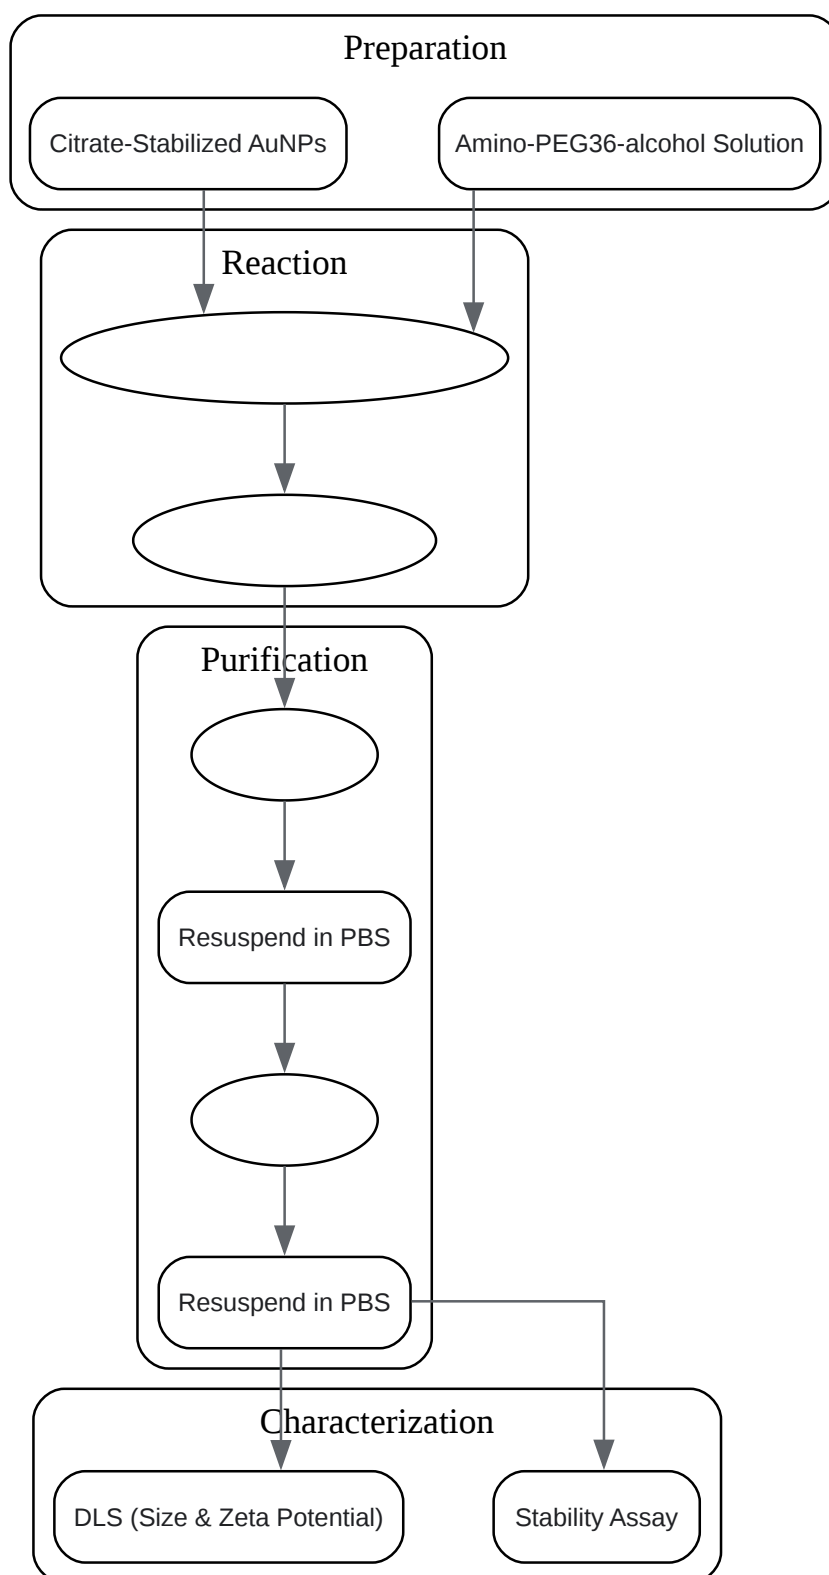 Preparation
Citrate-Stabilized AuNPs
Amino-PEG36-alcohol Solution
Reaction
Purification
Resuspend in PBS
Resuspend in PBS
Characterization
DLS (Size & Zeta Potential)
Stability Assay